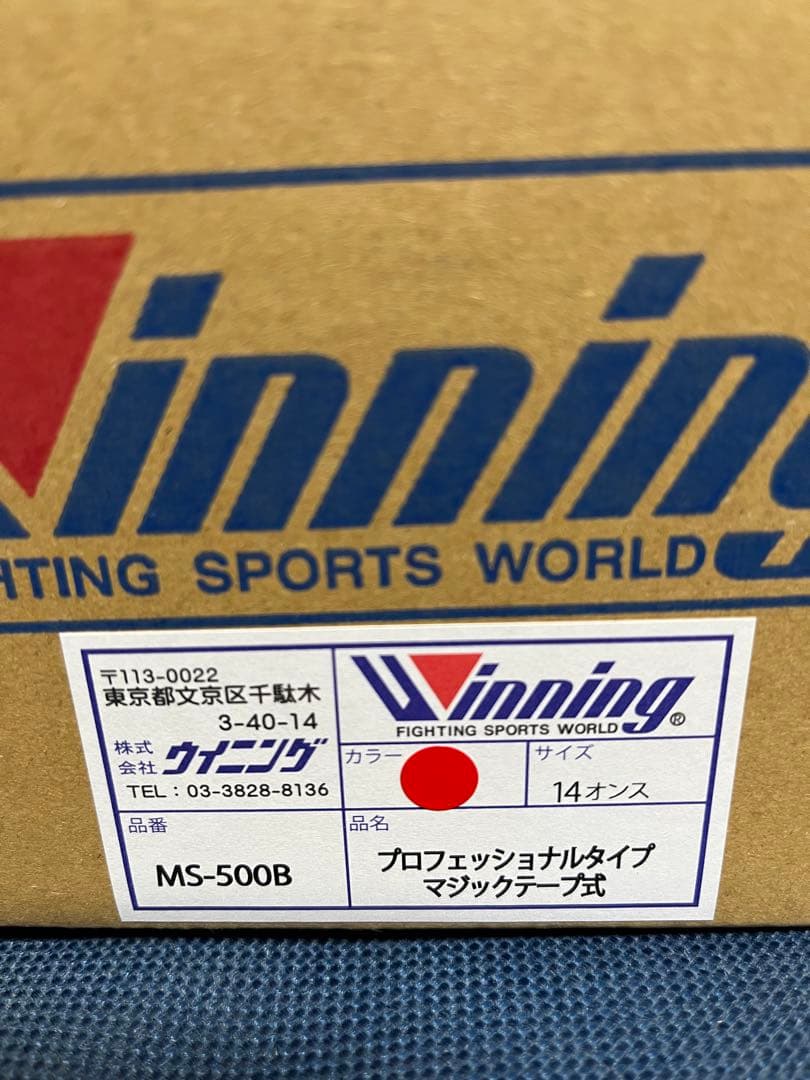 Winning
HTING SPORTS WORLD
〒113-0022
東京都文京区千駄木
3-40-14
株式会社 ウイニング
TEL：03-3828-8136
Winning®
FIGHTING SPORTS WORLD
カラー
サイズ
14オンス
品番
MS-500B
品名
プロフェッショナルタイプ
マジックテープ式